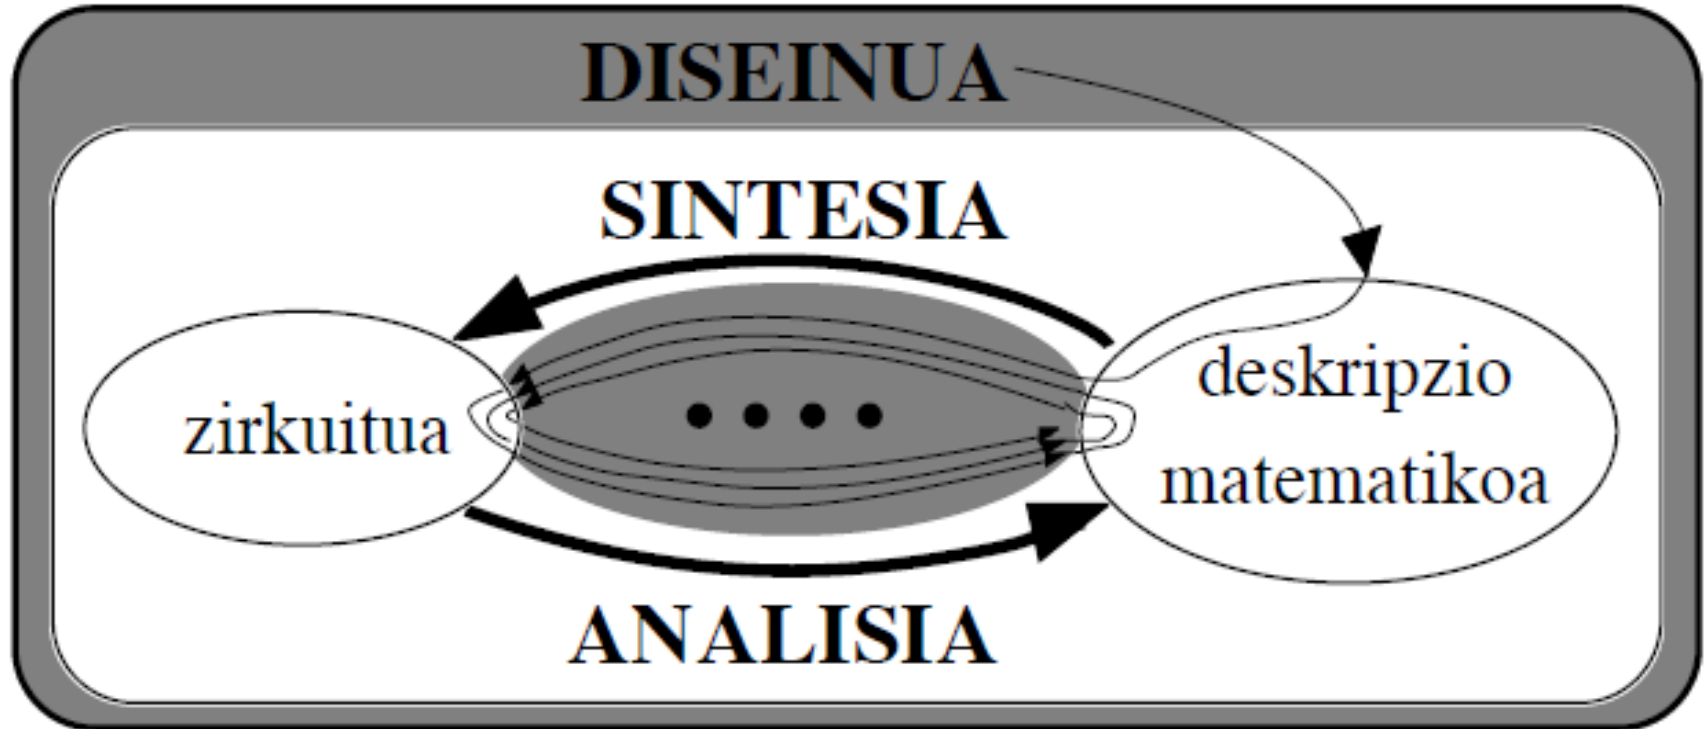 DISEINUA
SINTESIA
zirkuitua
deskripzio
matematikoa
ANALISIA